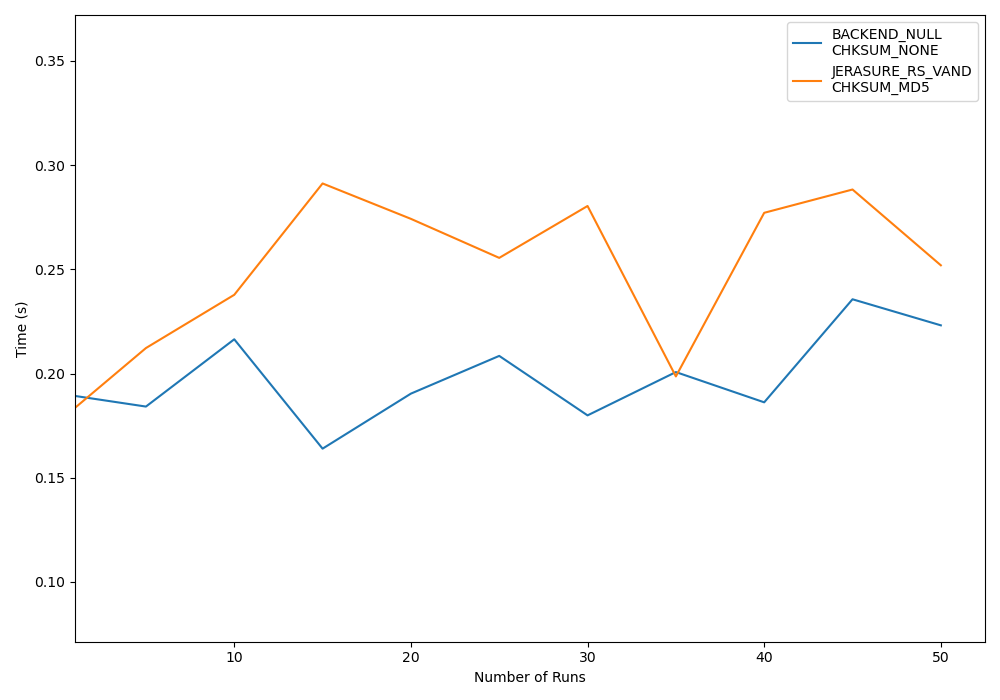 BACKEND_NULL
CHKSUM_NONE
JERASURE_RS_VAND
CHKSUM_MD5
0.35
0.30
0.25
0.20
0.15
0.10
Time (s)
10 20 30 40 50
Number of Runs